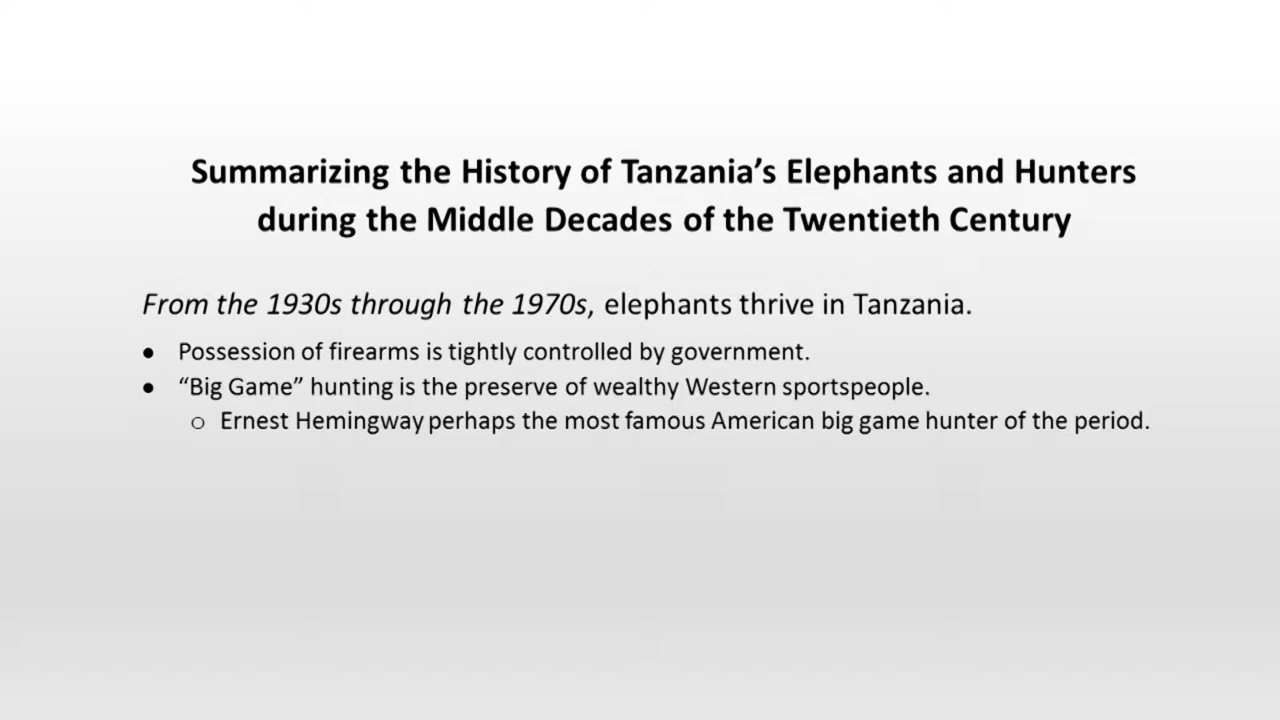 Summarizing the History of Tanzania’s Elephants and Hunters
during the Middle Decades of the Twentieth Century
From the 1930s through the 1970s, elephants thrive in Tanzania.
● Possession of firearms is tightly controlled by government.
● “Big Game” hunting is the preserve of wealthy Western sportspeople.
○ Ernest Hemingway perhaps the most famous American big game hunter of the period.